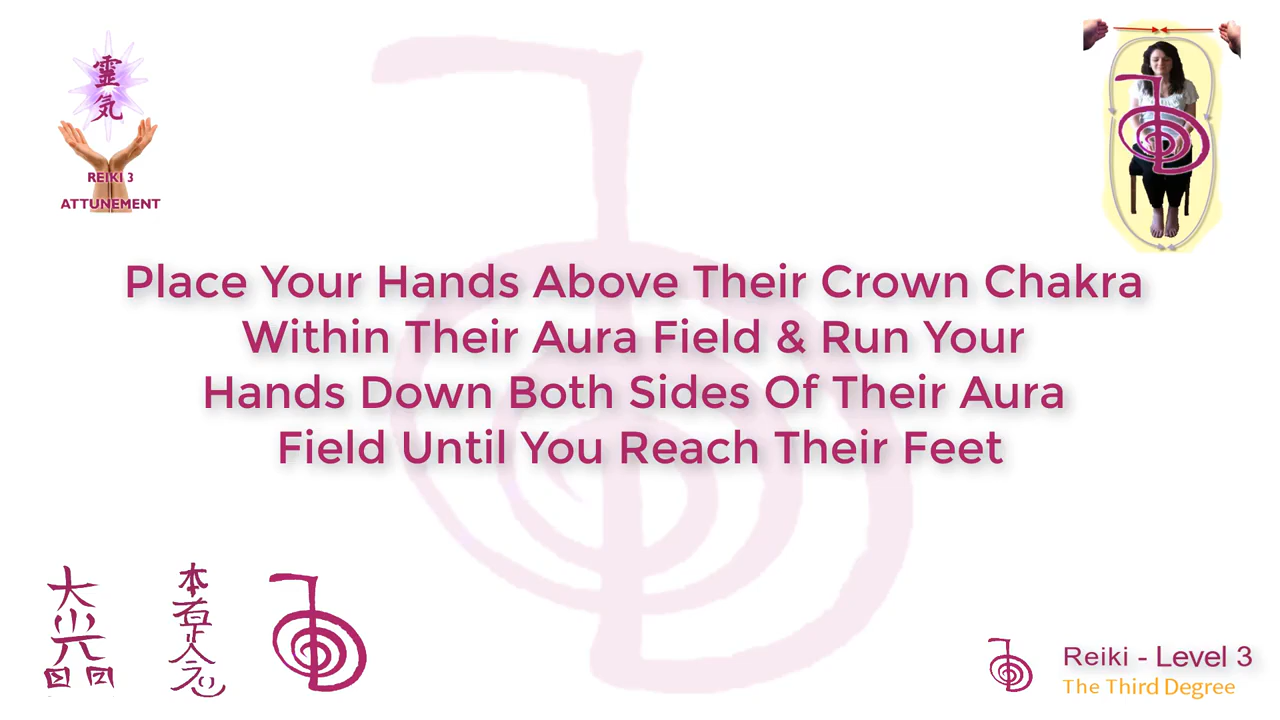 靈
気
REIKI 3
ATTUNEMENT
Place Your Hands Above Their Crown Chakra
Within Their Aura Field & Run Your
Hands Down Both Sides Of Their Aura
Field Until You Reach Their Feet
Reiki - Level 3
The Third Degree